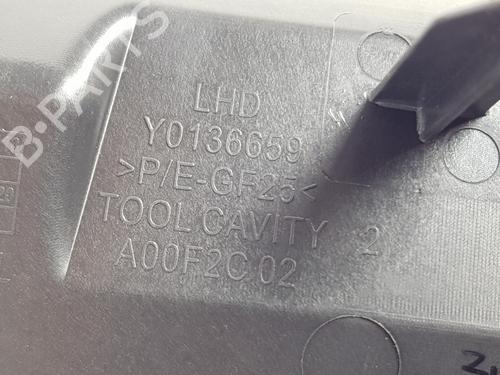 LHD
Y0136659
>P/E-GF25<
TOOL CAVITY 2
A00F2C 02
B-PARTS